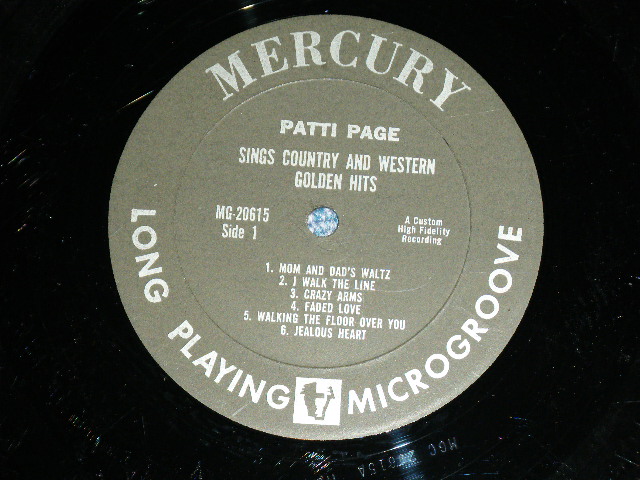 MERCURY
PATTI PAGE
SINGS COUNTRY AND WESTERN
GOLDEN HITS
MG-20615
Side 1
A Custom
High Fidelity
Recording
1. MOM AND DAD'S WALTZ
2. I WALK THE LINE
3. CRAZY ARMS
4. FADED LOVE
5. WALKING THE FLOOR OVER YOU
6. JEALOUS HEART
LONG PLAYING MICROGROOVE